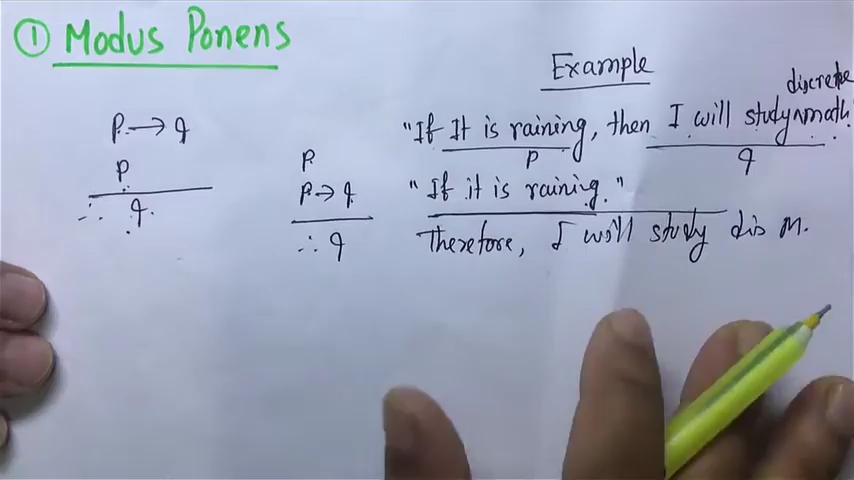 ① Modus Ponens
p → q
p
∴ q
p
p → q
∴ q
Example
discrete
"If It is raining, then I will study ^ math"
p q
"If it is raining."
Therefore, I will study dis M.